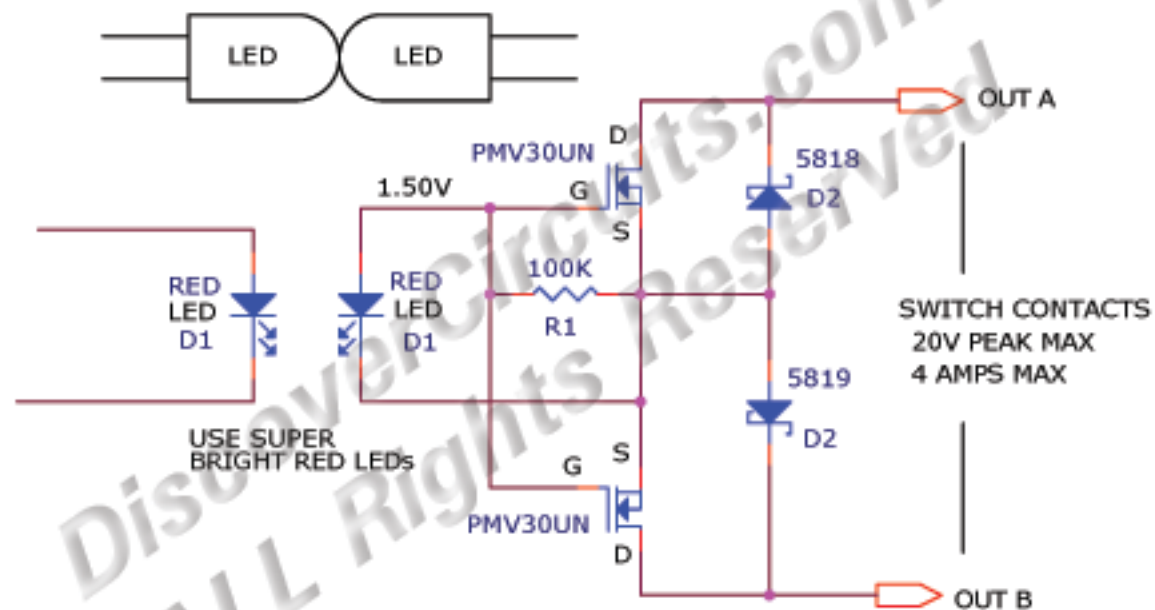 LED
LED
OUT A
D
PMV30UN
5818
1.50V
G
D2
S
RED
LED
D1
RED
LED
D1
100K
R1
SWITCH CONTACTS
20V PEAK MAX
4 AMPS MAX
5819
D2
USE SUPER
BRIGHT RED LEDs
S
G
PMV30UN
D
OUT B
DiscoverCircuits.com
ALL Rights Reserved